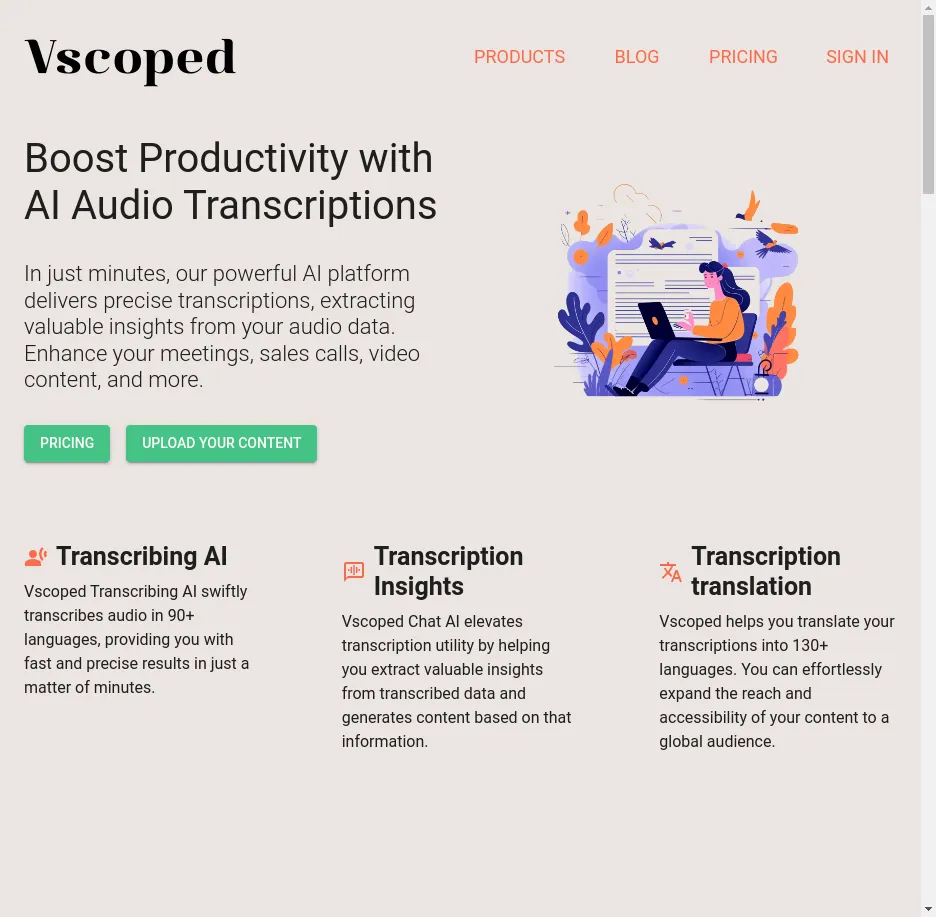 Vscoped
PRODUCTS
BLOG
PRICING
SIGN IN
Boost Productivity with
AI Audio Transcriptions
In just minutes, our powerful AI platform
delivers precise transcriptions, extracting
valuable insights from your audio data.
Enhance your meetings, sales calls, video
content, and more.
PRICING
UPLOAD YOUR CONTENT
Transcribing AI
Vscoped Transcribing AI swiftly
transcribes audio in 90+
languages, providing you with
fast and precise results in just a
matter of minutes.
Transcription
Insights
Vscoped Chat AI elevates
transcription utility by helping
you extract valuable insights
from transcribed data and
generates content based on that
information.
Transcription
translation
Vscoped helps you translate your
transcriptions into 130+
languages. You can effortlessly
expand the reach and
accessibility of your content to a
global audience.